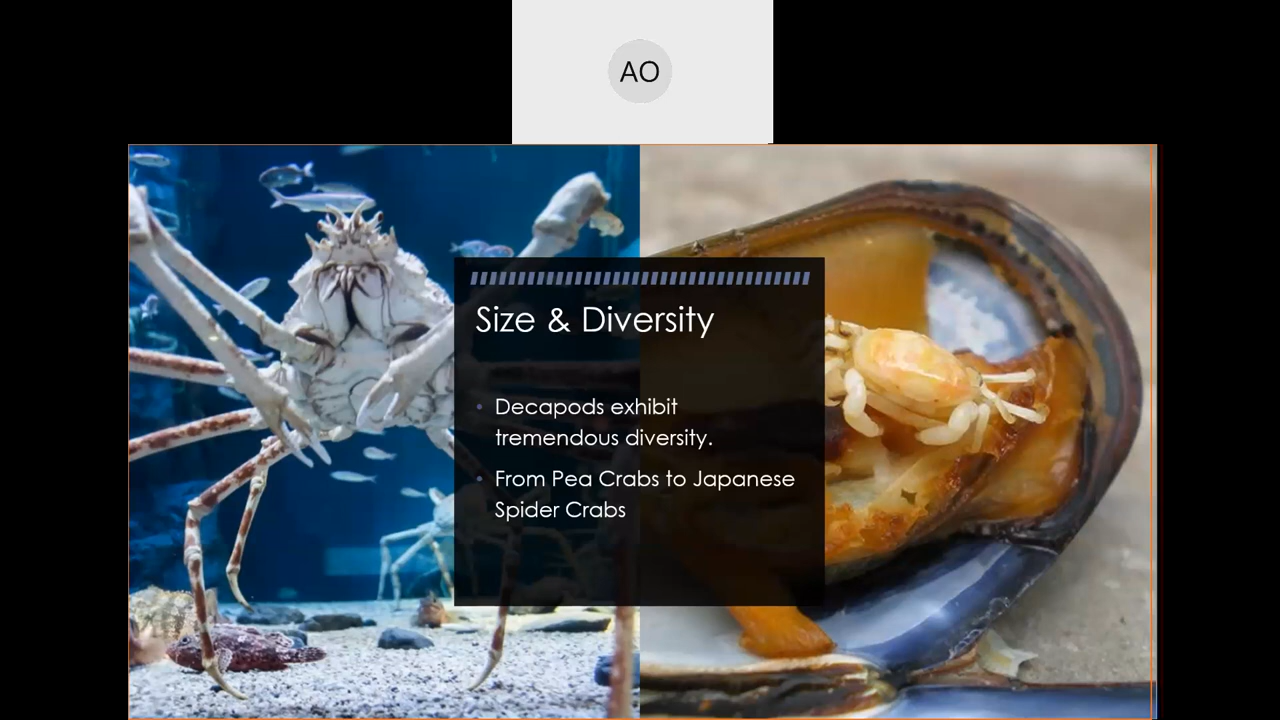 AO
Size & Diversity
Decapods exhibit
tremendous diversity.
From Pea Crabs to Japanese
Spider Crabs